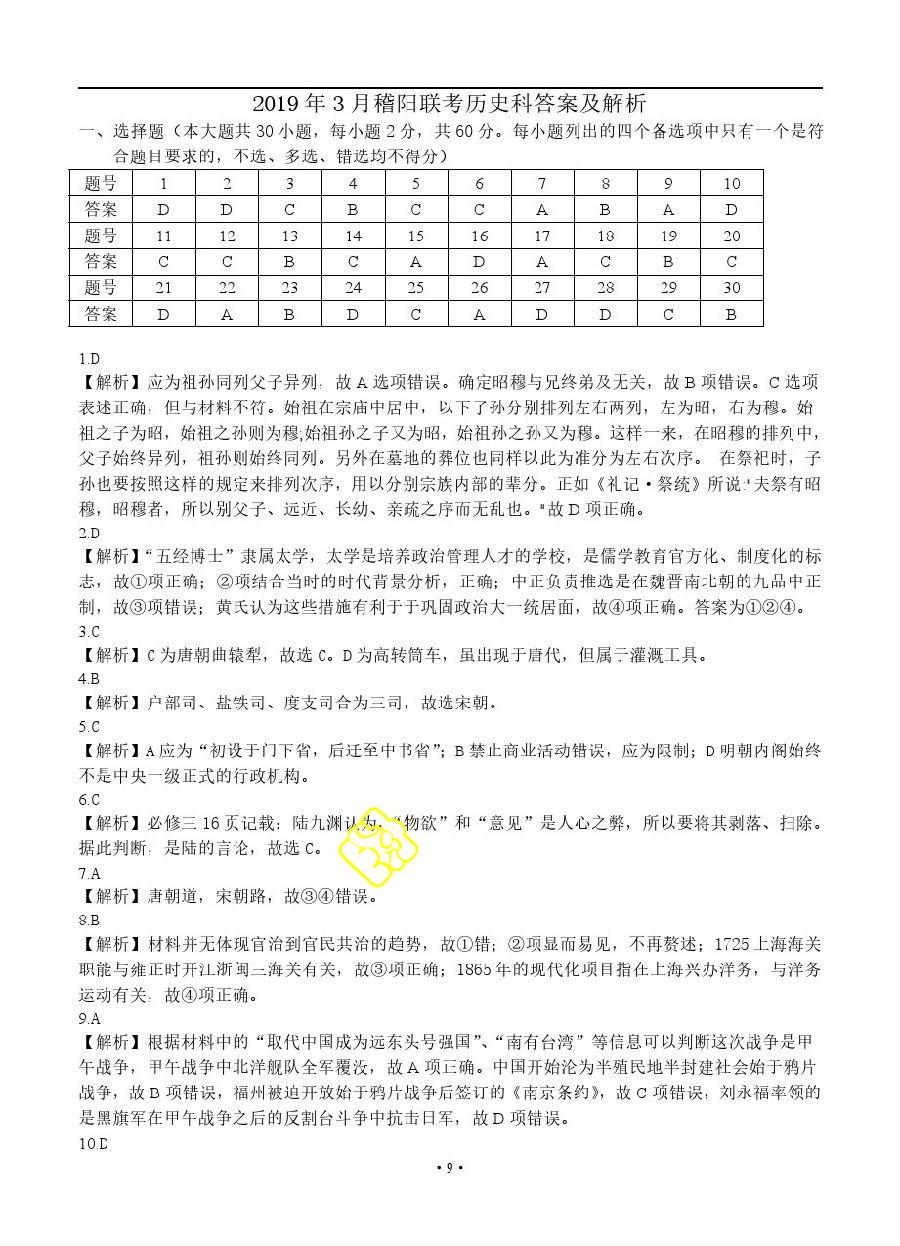 2019 年 3 月稽阳联考历史科答案及解析
一、选择题（本大题共 30 小题，每小题 2 分，共 60 分。每小题列出的四个备选项中只有一个是符
合题目要求的，不选、多选、错选均不得分）
题号 1 2 3 4 5 6 7 8 9 10
答案 D D C B C C A B A D
题号 11 12 13 14 15 16 17 18 19 20
答案 C C B C A D A C B C
题号 21 22 23 24 25 26 27 28 29 30
答案 D A B D C A D D C B
1.D
【解析】应为祖孙同列父子异列，故 A 选项错误。确定昭穆与兄终弟及无关，故 B 项错误。C 选项
表述正确，但与材料不符。始祖在宗庙中居中，以下子孙分别排列左右两列，左为昭，右为穆。始
祖之子为昭，始祖之孙则为穆;始祖孙之子又为昭，始祖孙之孙又为穆。这样一来，在昭穆的排列中，
父子始终异列，祖孙则始终同列。另外在墓地的葬位也同样以此为准分为左右次序。 在祭祀时，子
孙也要按照这样的规定来排列次序，用以分别宗族内部的辈分。正如《礼记·祭统》所说:"夫祭有昭
穆，昭穆者，所以别父子、远近、长幼、亲疏之序而无乱也。"故 D 项正确。
2.D
【解析】“五经博士”隶属太学，太学是培养政治管理人才的学校，是儒学教育官方化、制度化的标
志，故①项正确；②项结合当时的时代背景分析，正确；中正负责推选是在魏晋南北朝的九品中正
制，故③项错误；黄氏认为这些措施有利于于巩固政治大一统居面，故④项正确。答案为①②④。
3.C
【解析】C 为唐朝曲辕犁，故选 C。D 为高转筒车，虽出现于唐代，但属于灌溉工具。
4.B
【解析】户部司、盐铁司、度支司合为三司，故选宋朝。
5.C
【解析】A 应为“初设于门下省，后迁至中书省”；B 禁止商业活动错误，应为限制；D 明朝内阁始终
不是中央一级正式的行政机构。
6.C
【解析】必修三 16 页记载：陆九渊认为，“物欲”和“意见”是人心之弊，所以要将其剥落、扫除。
据此判断，是陆的言论，故选 C。
7.A
【解析】唐朝道，宋朝路，故③④错误。
8.B
【解析】材料并无体现官治到官民共治的趋势，故①错；②项显而易见，不再赘述；1725 上海海关
职能与雍正时开江浙闽三海关有关，故③项正确；1865 年的现代化项目指在上海兴办洋务，与洋务
运动有关，故④项正确。
9.A
【解析】根据材料中的“取代中国成为远东头号强国”、“南有台湾”等信息可以判断这次战争是甲
午战争，甲午战争中北洋舰队全军覆没，故 A 项正确。中国开始沦为半殖民地半封建社会始于鸦片
战争，故 B 项错误，福州被迫开放始于鸦片战争后签订的《南京条约》，故 C 项错误，刘永福率领的
是黑旗军在甲午战争之后的反割台斗争中抗击日军，故 D 项错误。
10.D
·9·